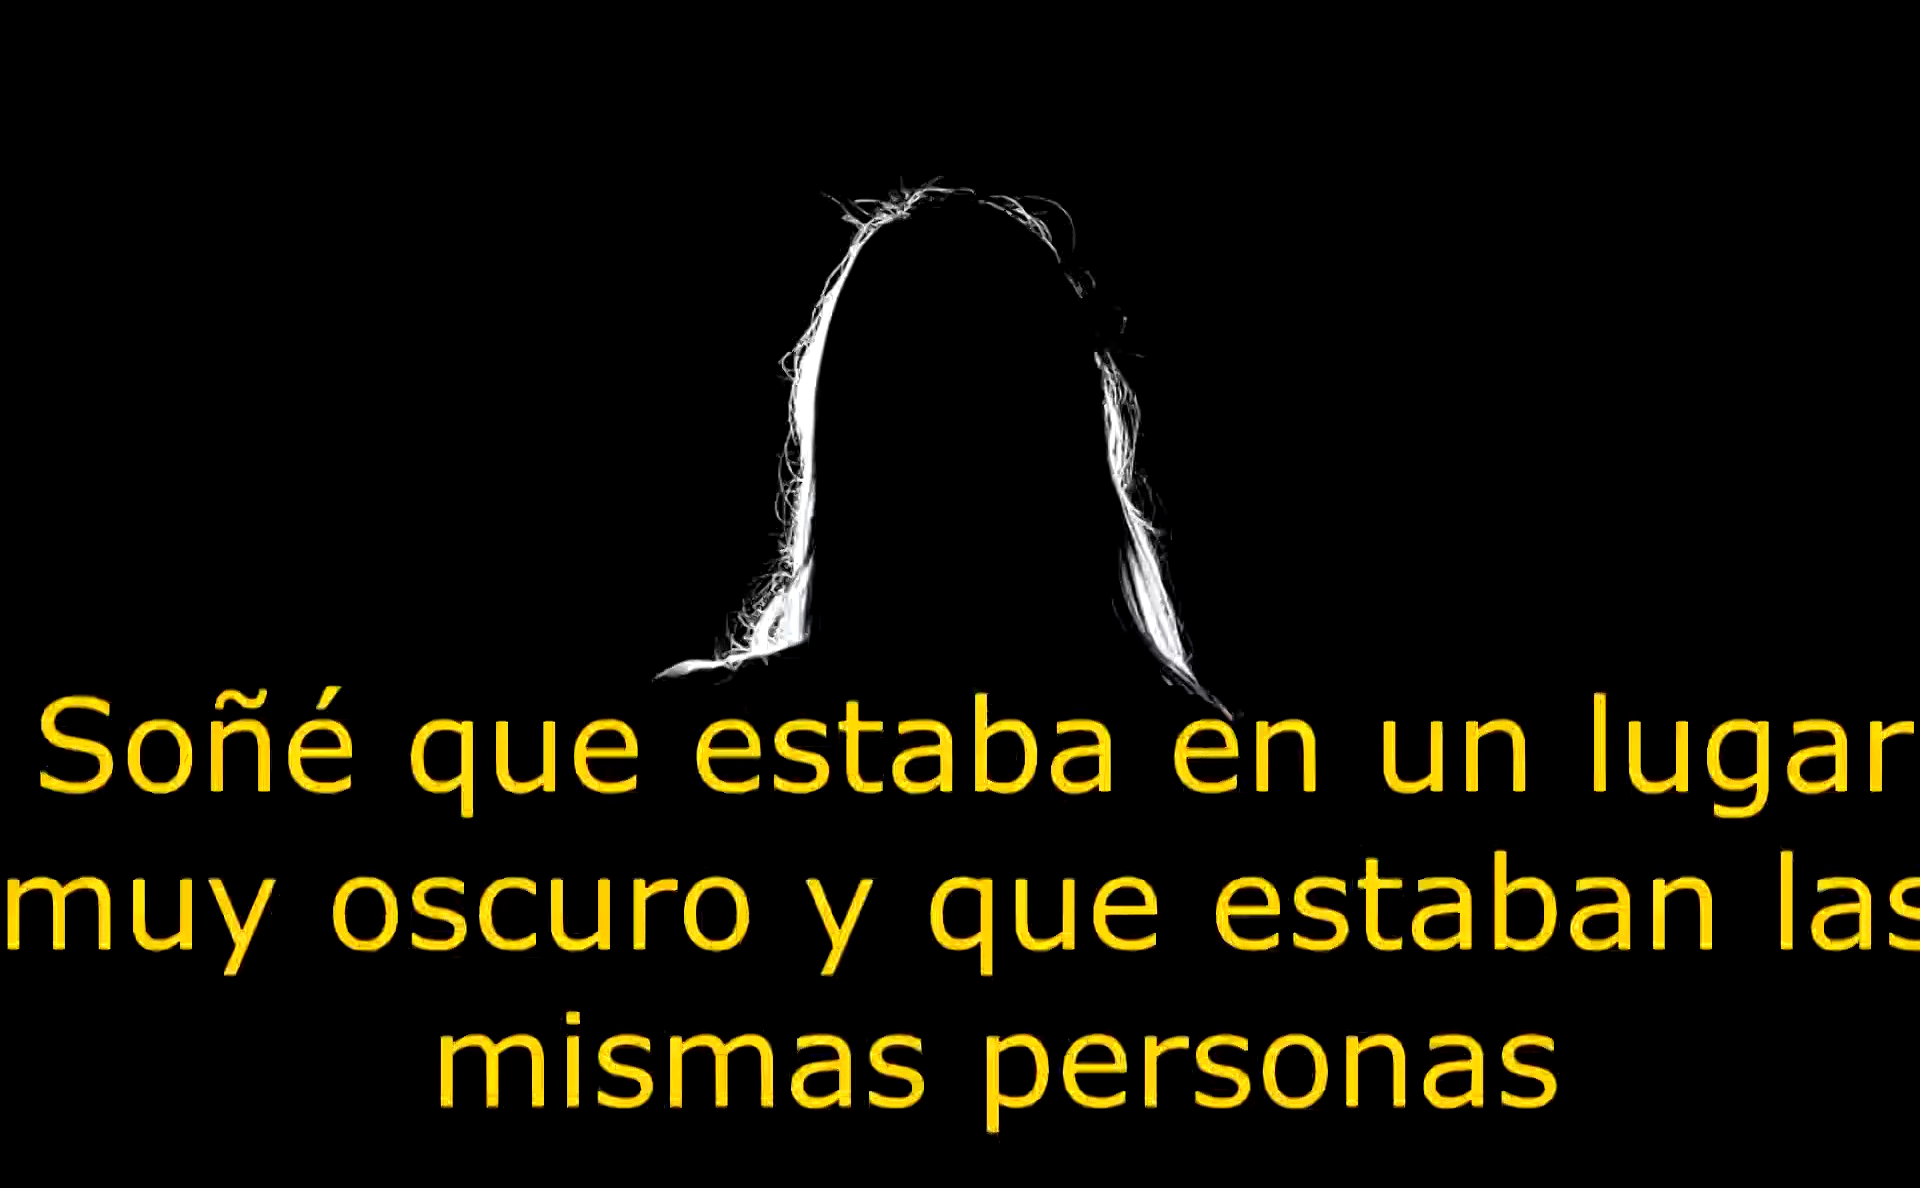 Soñé que estaba en un lugar
muy oscuro y que estaban las
mismas personas